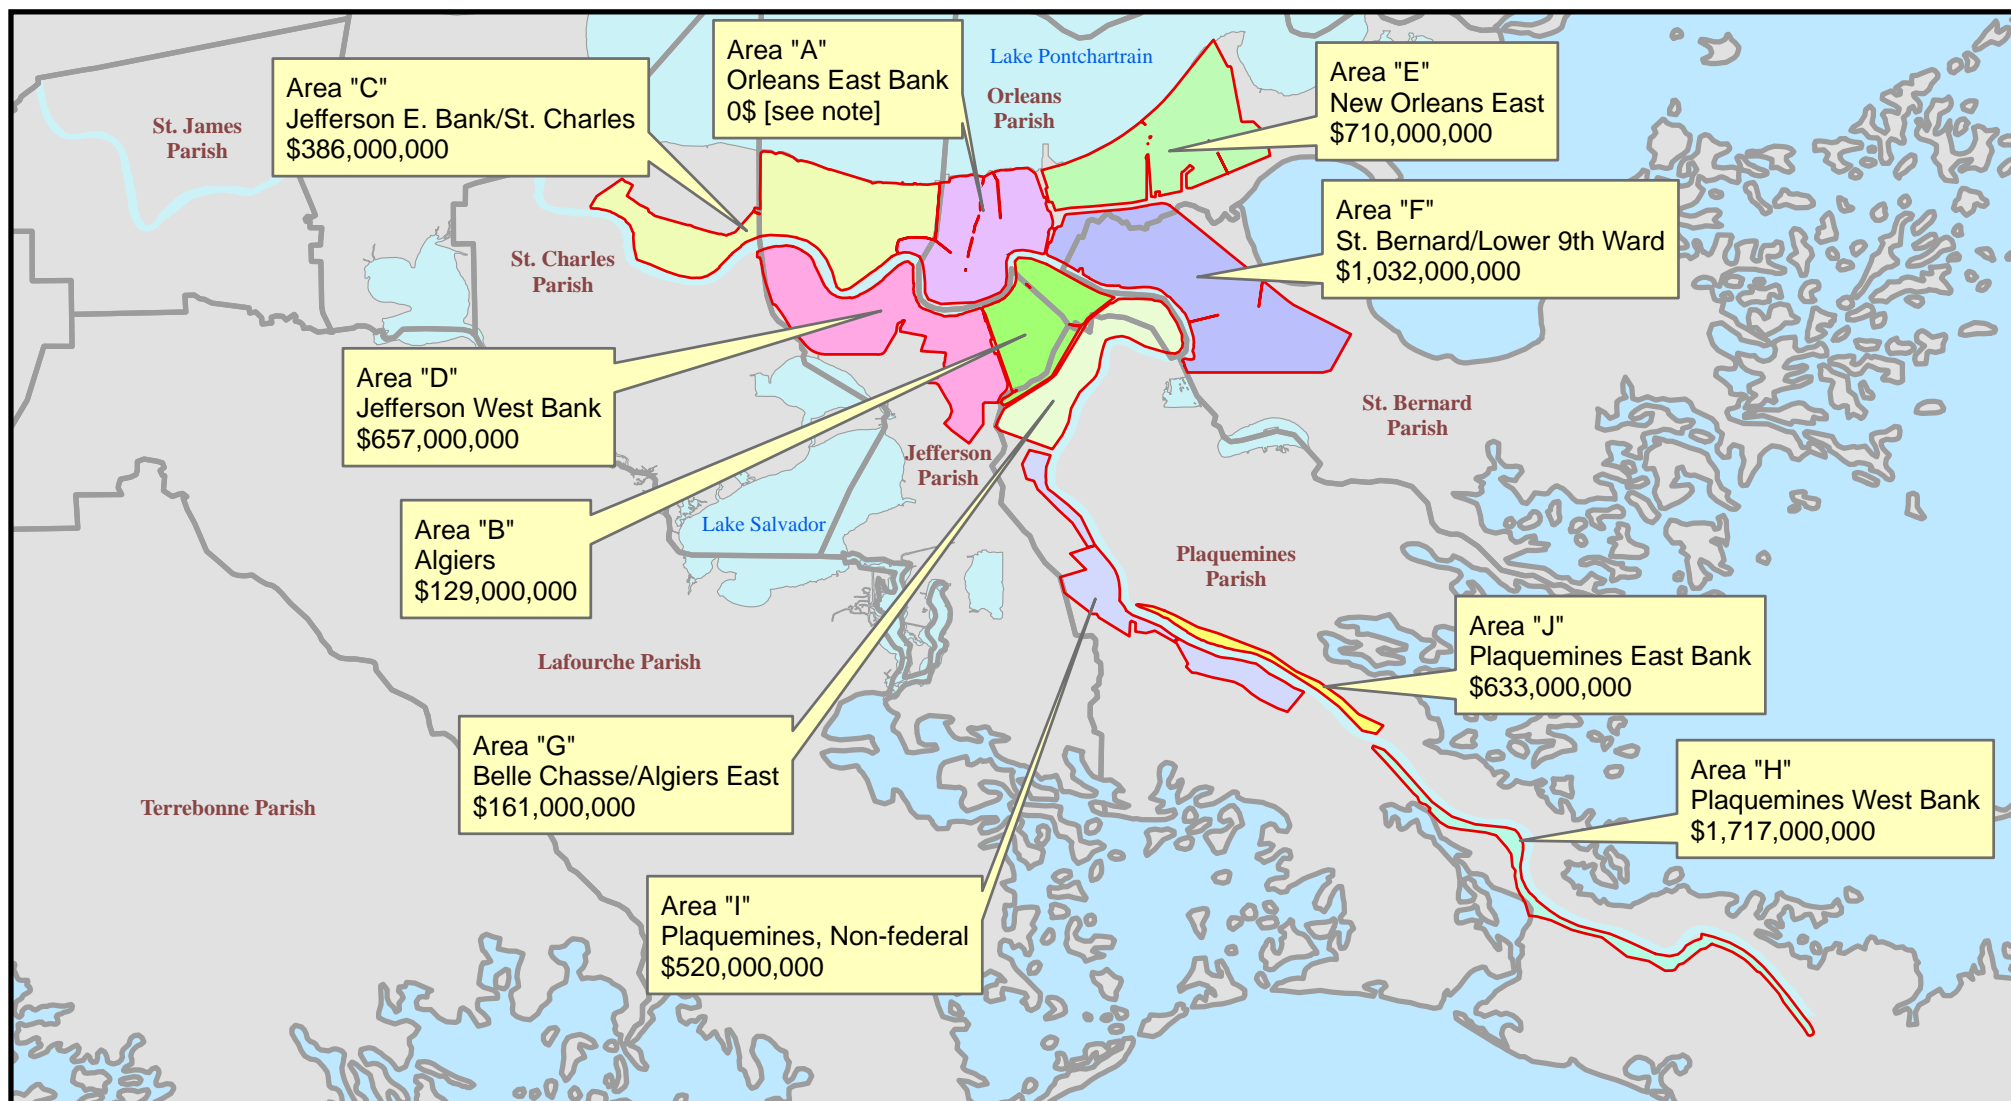 Area "A"
Orleans East Bank
0$ [see note]
Lake Pontchartrain
Orleans
Parish
Area "E"
New Orleans East
$710,000,000
Area "C"
Jefferson E. Bank/St. Charles
$386,000,000
St. James
Parish
Area "F"
St. Bernard/Lower 9th Ward
$1,032,000,000
St. Charles
Parish
Area "D"
Jefferson West Bank
$657,000,000
St. Bernard
Parish
Jefferson
Parish
Area "B"
Algiers
$129,000,000
Lake Salvador
Plaquemines
Parish
Area "J"
Plaquemines East Bank
$633,000,000
Lafourche Parish
Area "G"
Belle Chasse/Algiers East
$161,000,000
Area "H"
Plaquemines West Bank
$1,717,000,000
Terrebonne Parish
Area "I"
Plaquemines, Non-federal
$520,000,000